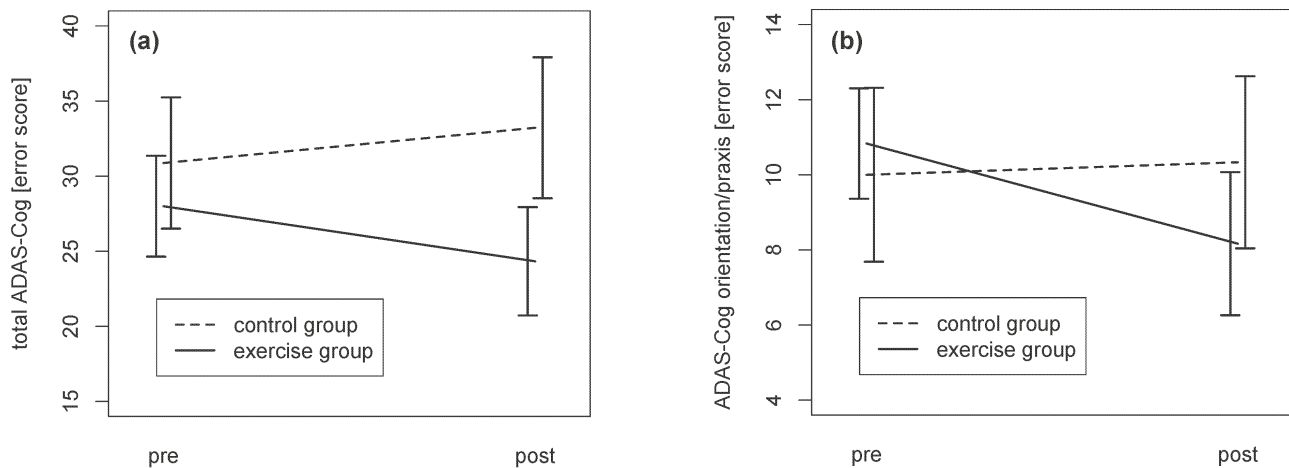 (a)
total ADAS-Cog [error score]
40
35
30
25
20
15
control group
exercise group
pre
post
(b)
ADAS-Cog orientation/praxis [error score]
14
12
10
8
6
4
control group
exercise group
pre
post